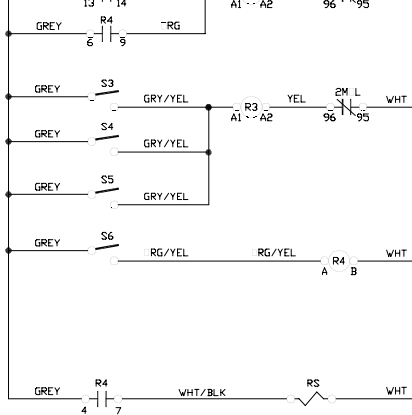 13 14 A1 A2 96 95
GREY R4 RG
6 9
S3
GREY GRY/YEL R3 YEL 2M L WHT
A1 A2 96 95
S4
GREY GRY/YEL
S5
GREY GRY/YEL
S6
GREY RG/YEL RG/YEL R4 WHT
A B
GREY R4 WHT/BLK RS WHT
4 7